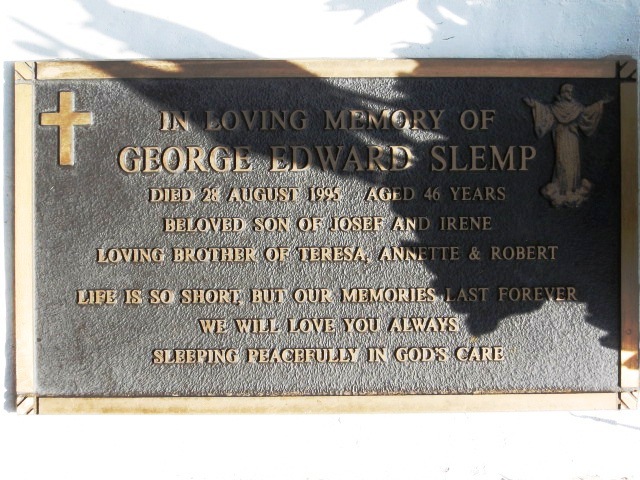 IN LOVING MEMORY OF
GEORGE EDWARD SLEMP
DIED 28 AUGUST 1995 AGED 46 YEARS
BELOVED SON OF JOSEF AND IRENE
LOVING BROTHER OF TERESA, ANNETTE & ROBERT
LIFE IS SO SHORT, BUT OUR MEMORIES LAST FOREVER
WE WILL LOVE YOU ALWAYS
SLEEPING PEACEFULLY IN GOD'S CARE